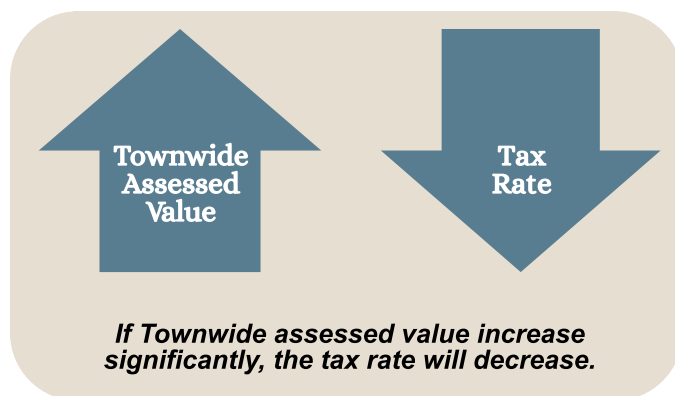 Townwide
Assessed
Value
Tax
Rate
If Townwide assessed value increase
significantly, the tax rate will decrease.